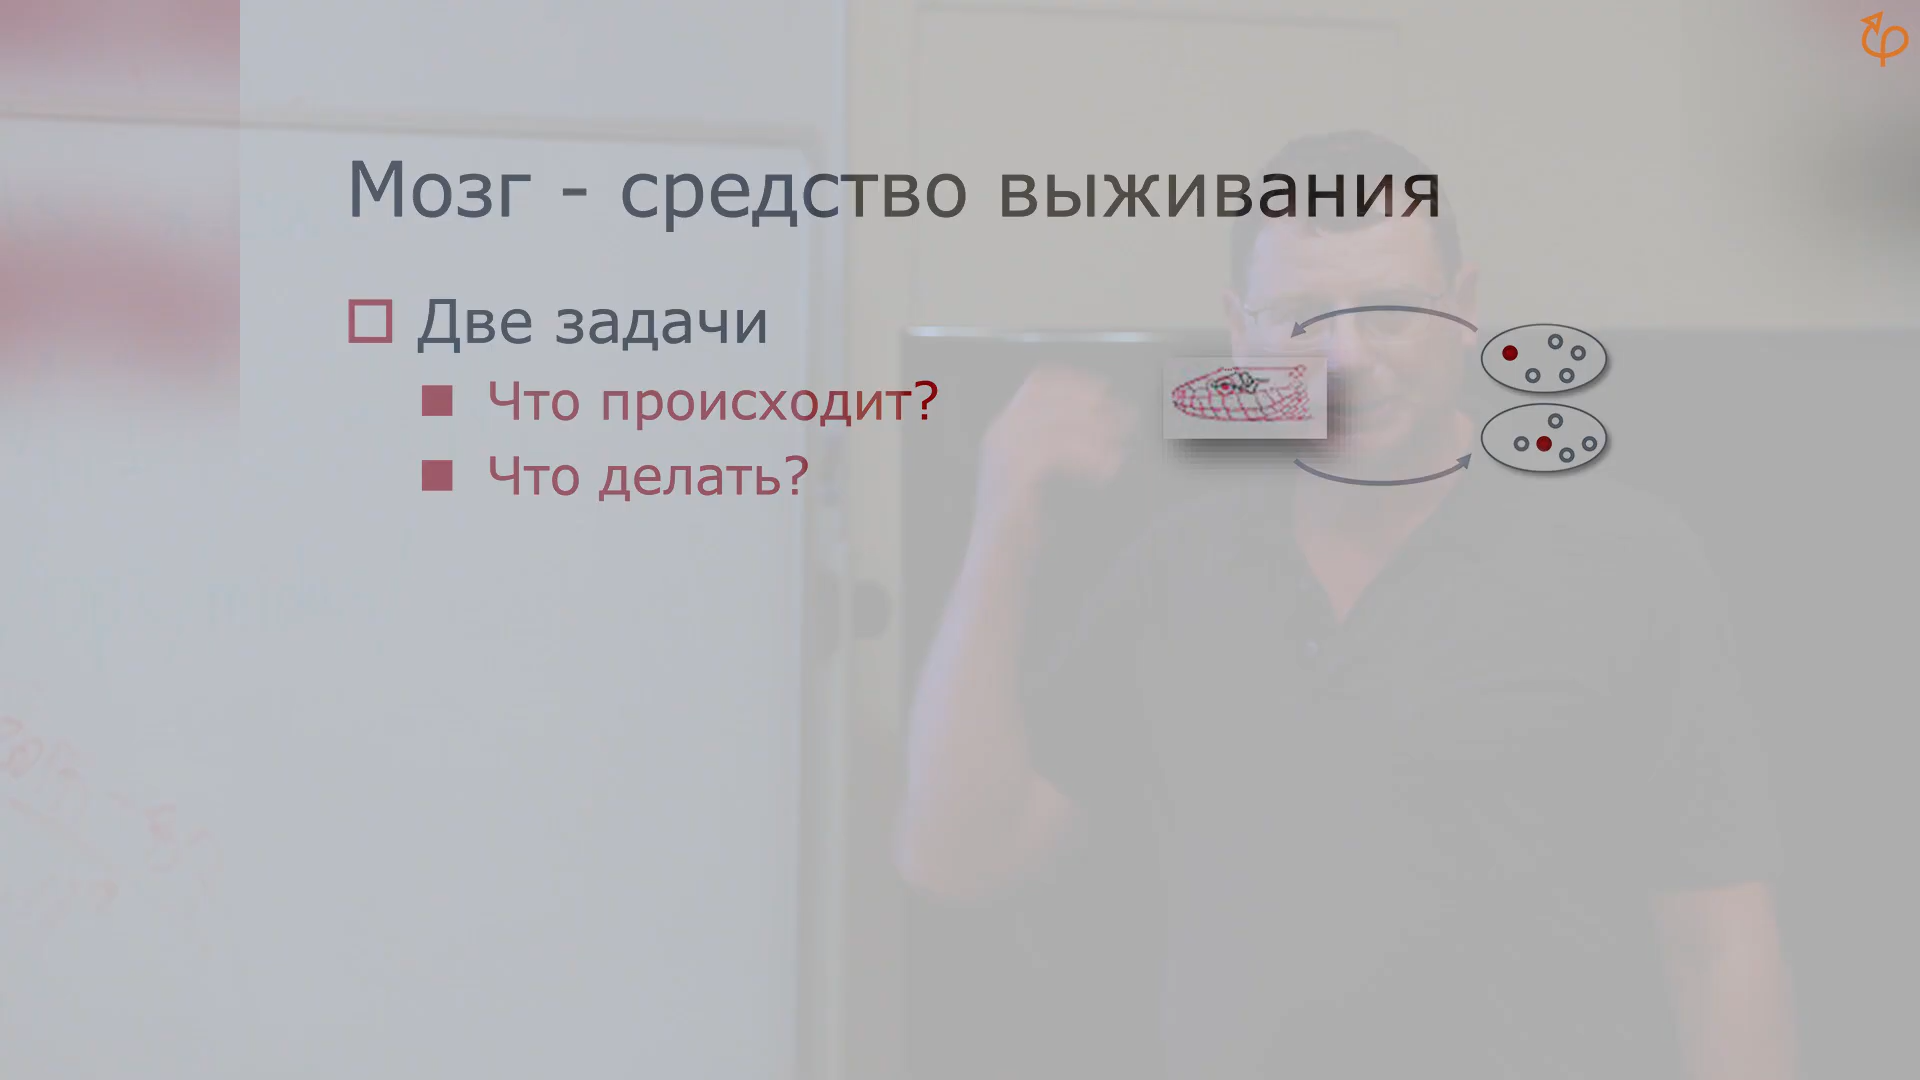 Мозг - средство выживания
Две задачи
Что происходит?
Что делать?